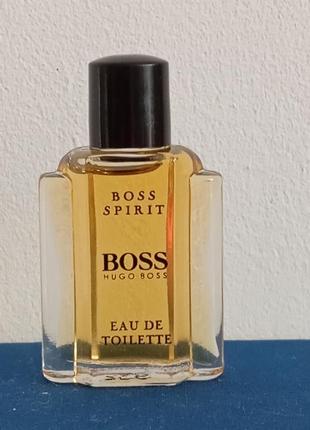 BOSS
SPIRIT
BOSS
HUGO BOSS
EAU DE
TOILETTE